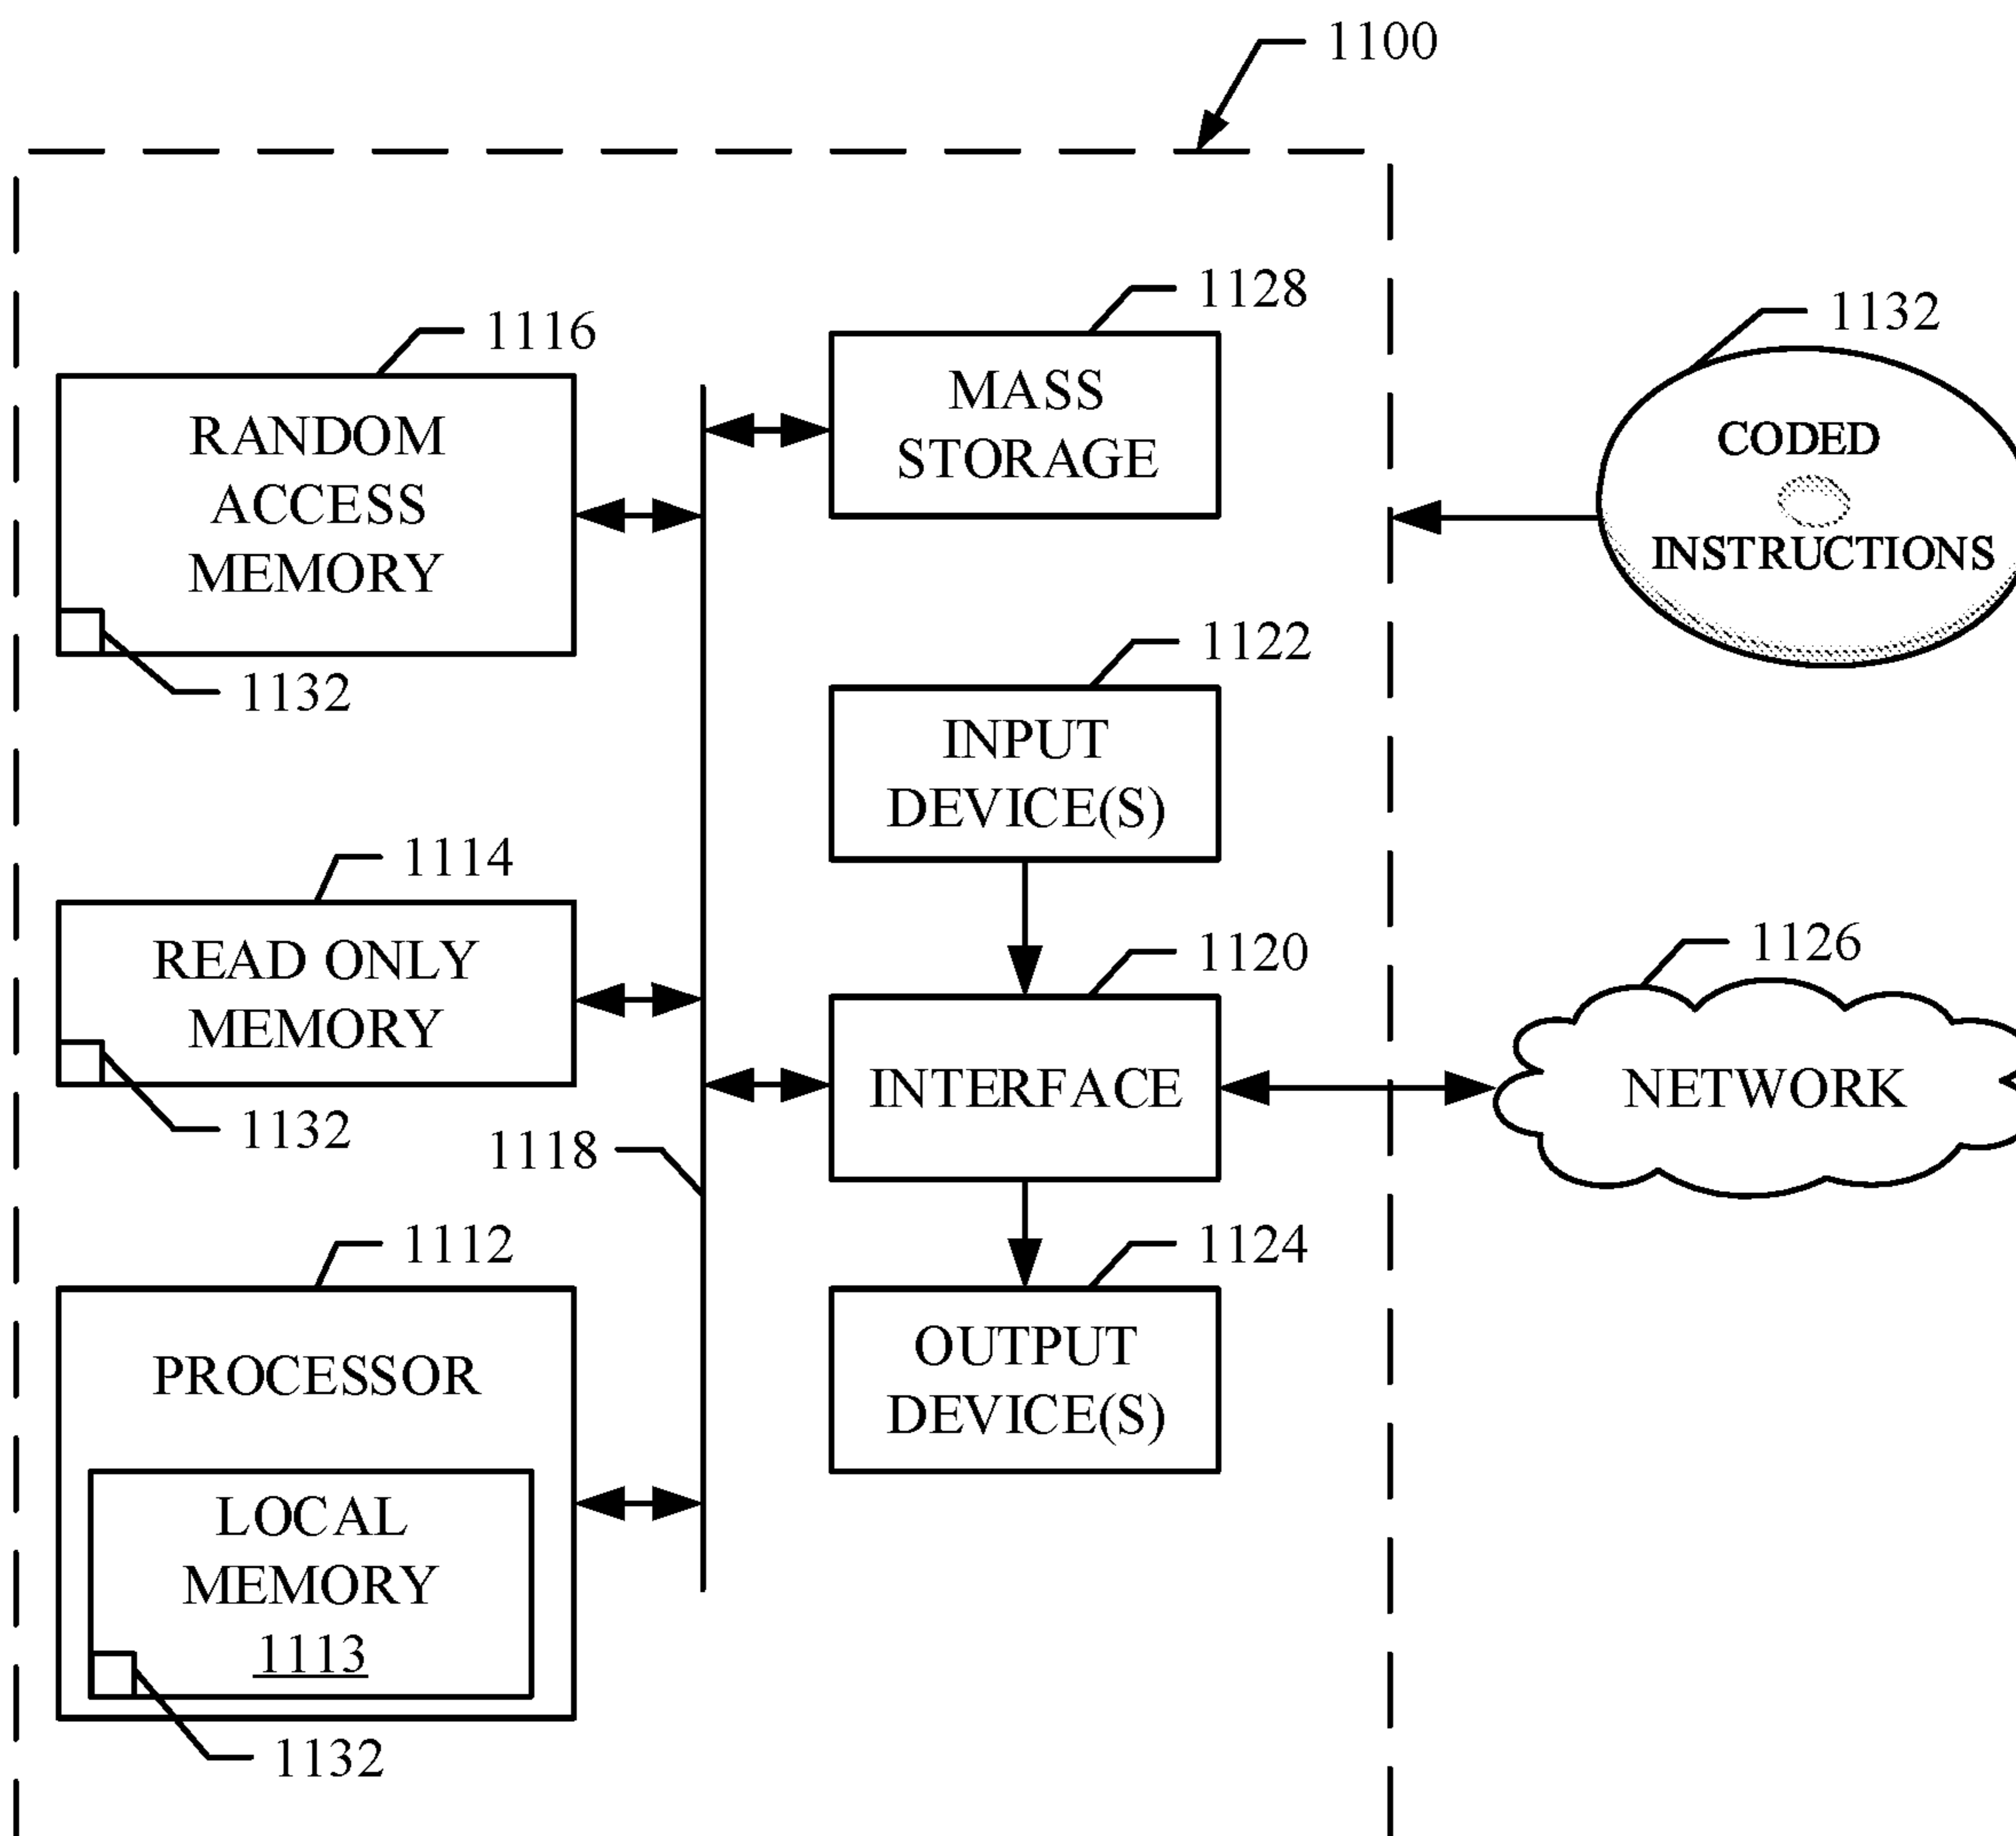 1100
1128
MASS
STORAGE
1116
RANDOM
ACCESS
MEMORY
1132
1132
CODED
INSTRUCTIONS
1122
INPUT
DEVICE(S)
1114
READ ONLY
MEMORY
1132
1120
INTERFACE
1126
NETWORK
1118
1112
PROCESSOR
LOCAL
MEMORY
1113
1132
1124
OUTPUT
DEVICE(S)